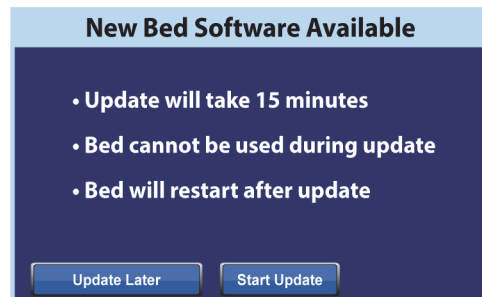 New Bed Software Available
• Update will take 15 minutes
• Bed cannot be used during update
• Bed will restart after update
Update Later Start Update